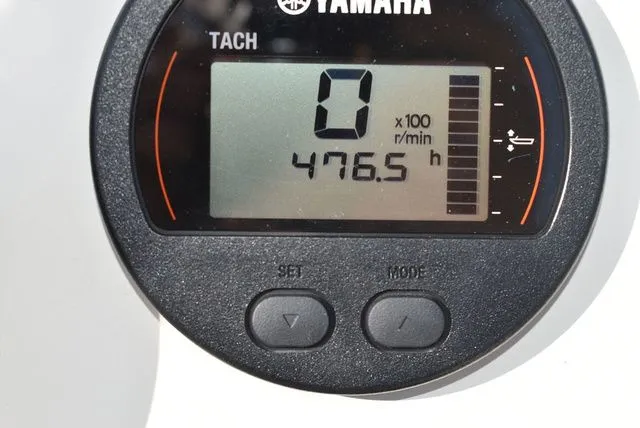 YAMAHA
TACH
0
x100
r/min
476.5 h
SET
MODE